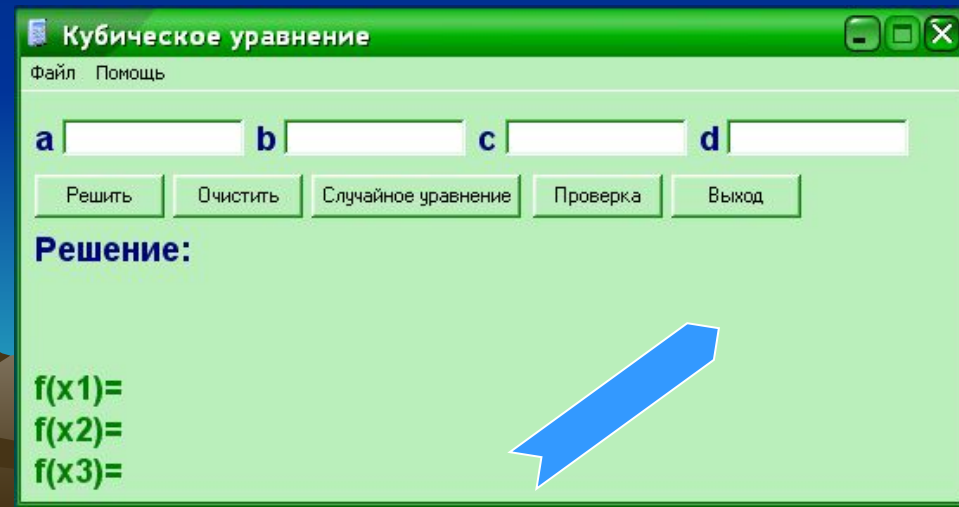 Кубическое уравнение
Файл Помощь
a b c d
Решить Очистить Случайное уравнение Проверка Выход
Решение:
f(x1)=
f(x2)=
f(x3)=